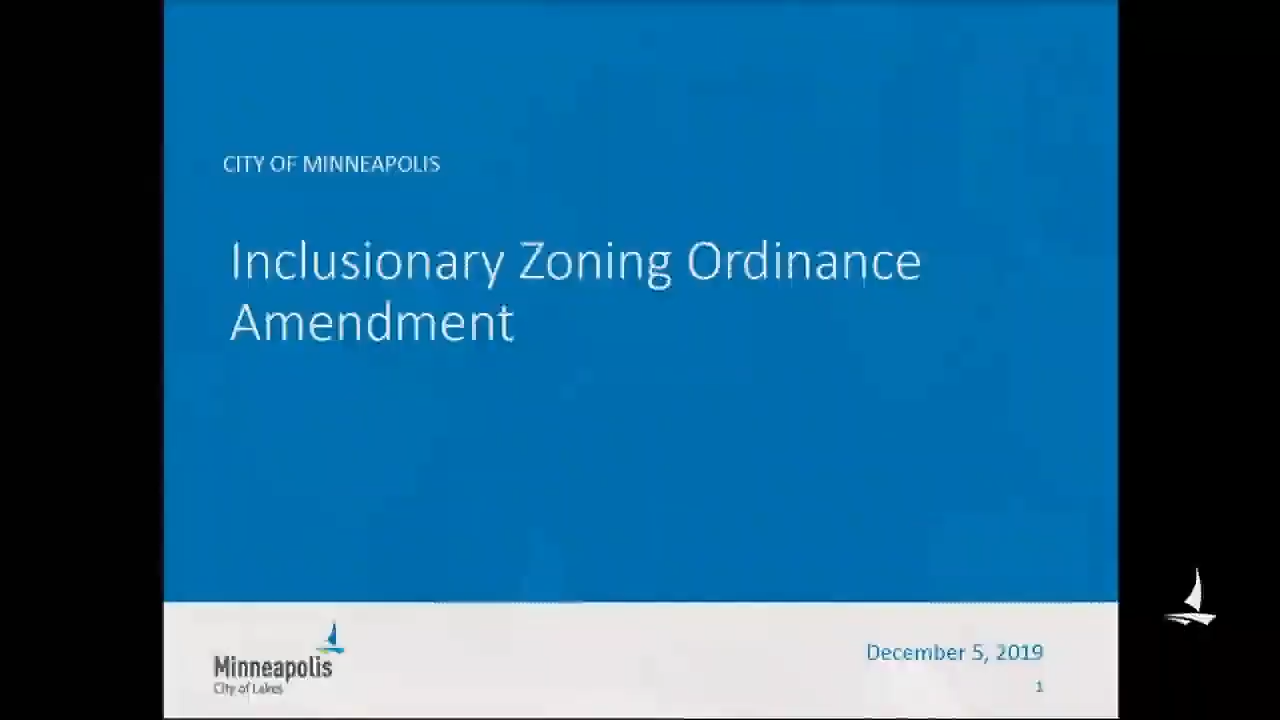 CITY OF MINNEAPOLIS
Inclusionary Zoning Ordinance
Amendment
Minneapolis
City of Lakes
December 5, 2019
1